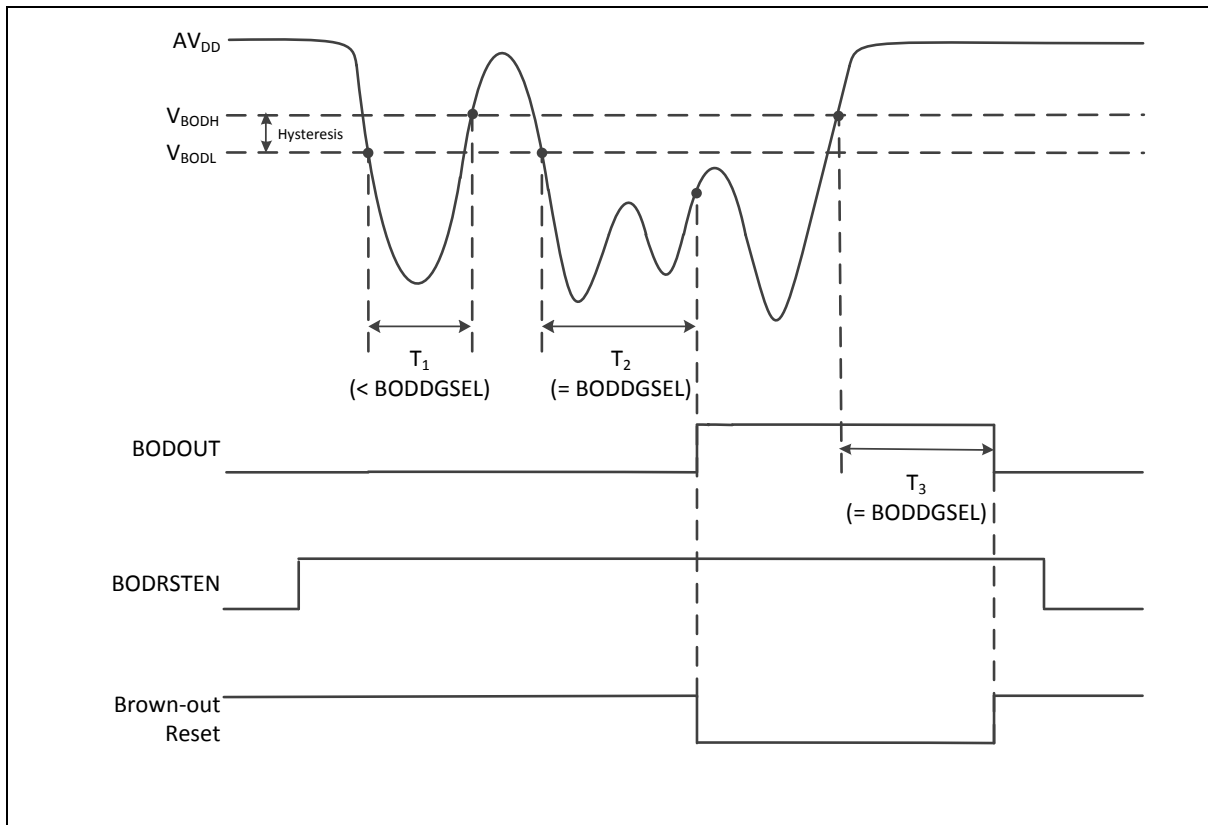 AVDD
VBODH
Hysteresis
VBODL
T1
(< BODDGSEL)
T2
(= BODDGSEL)
BODOUT
T3
(= BODDGSEL)
BODRSTEN
Brown-out
Reset